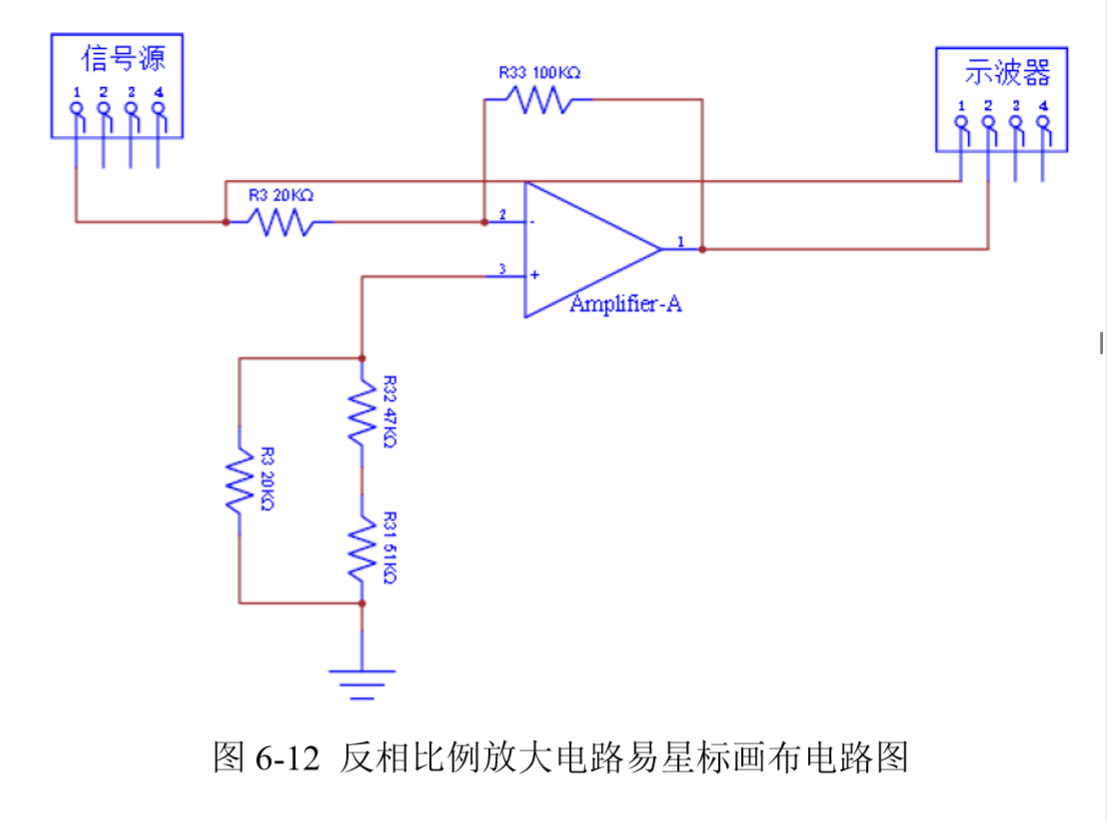 信号源
1 2 3 4
R33 100KΩ
示波器
1 2 3 4
R3 20KΩ
2
-
1
3
+
Amplifier-A
R32 47KΩ
R3 20KΩ
R31 51KΩ
图 6-12 反相比例放大电路易星标画布电路图